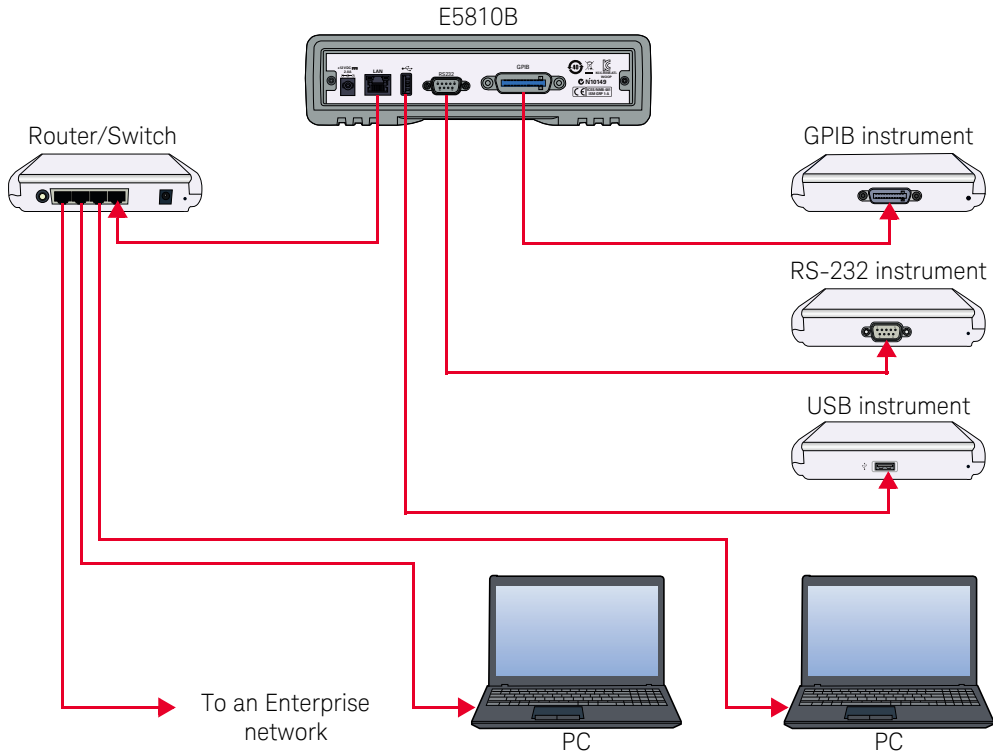 E5810B
LAN
RS232
GPIB
N10149
Router/Switch
GPIB instrument
RS-232 instrument
USB instrument
To an Enterprise
network
PC
PC